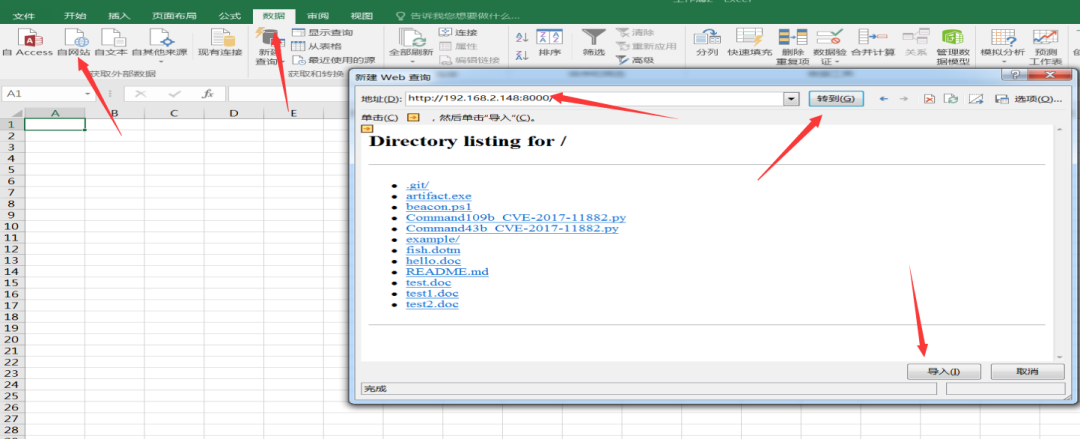 文件 开始 插入 页面布局 公式 数据 审阅 视图 告诉我您想要做什么...
显示查询 连接 清除
从表格 属性 重新应用
最近使用的源 编辑链接 高级
自 Access 自网站 自文本 自其他来源 现有连接 新建查询 全部刷新 排序 筛选 分列 快速填充 删除重复项 数据验证 合并计算 关系 管理数据模型 模拟分析 预测工作表
获取外部数据 获取和转换
A1 fx
A B C D E
新建 Web 查询
地址(D): http://192.168.2.148:8000/ 转到(G) 选项(O)...
单击(C) ，然后单击“导入”(C)。
Directory listing for /
.git/
artifact.exe
beacon.ps1
Command109b_CVE-2017-11882.py
Command43b_CVE-2017-11882.py
example/
fish.dotm
hello.doc
README.md
test.doc
test1.doc
test2.doc
导入(I) 取消
完成
1
2
3
4
5
6
7
8
9
10
11
12
13
14
15
16
17
18
19
20
21
22
23
24
25
26
27
28